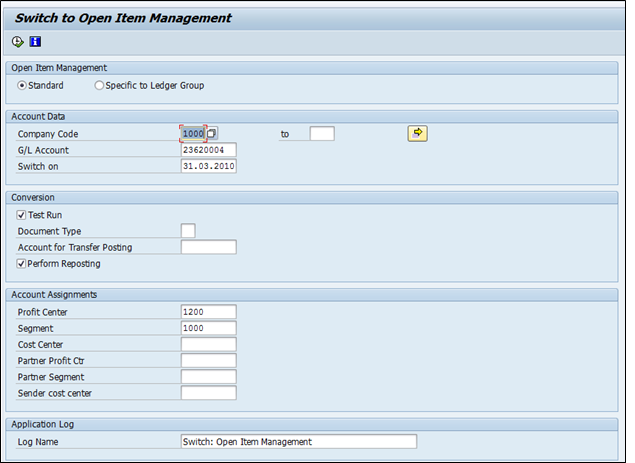 Switch to Open Item Management
Open Item Management
Standard Specific to Ledger Group
Account Data
Company Code 1000 to
G/L Account 23620004
Switch on 31.03.2010
Conversion
Test Run
Document Type
Account for Transfer Posting
Perform Reposting
Account Assignments
Profit Center 1200
Segment 1000
Cost Center
Partner Profit Ctr
Partner Segment
Sender cost center
Application Log
Log Name Switch: Open Item Management